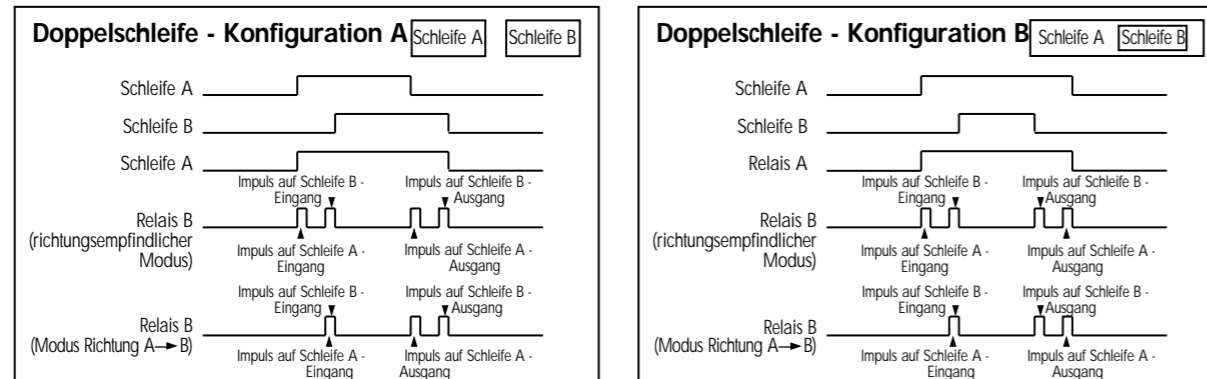 Doppelschleife - Konfiguration A
Schleife A
Schleife B
Schleife A
Schleife B
Schleife A
Impuls auf Schleife B -
Eingang
Impuls auf Schleife B -
Ausgang
Relais B
(richtungsempfindlicher
Modus)
Impuls auf Schleife A -
Eingang
Impuls auf Schleife A -
Ausgang
Impuls auf Schleife B -
Eingang
Impuls auf Schleife B -
Ausgang
Relais B
(Modus Richtung A→B)
Impuls auf Schleife A -
Eingang
Impuls auf Schleife A -
Ausgang
Doppelschleife - Konfiguration B
Schleife A
Schleife B
Schleife A
Schleife B
Relais A
Impuls auf Schleife B -
Eingang
Impuls auf Schleife B -
Ausgang
Relais B
(richtungsempfindlicher
Modus)
Impuls auf Schleife A -
Eingang
Impuls auf Schleife A -
Ausgang
Impuls auf Schleife B -
Eingang
Impuls auf Schleife B -
Ausgang
Relais B
(Modus Richtung A→B)
Impuls auf Schleife A -
Eingang
Impuls auf Schleife A -
Ausgang